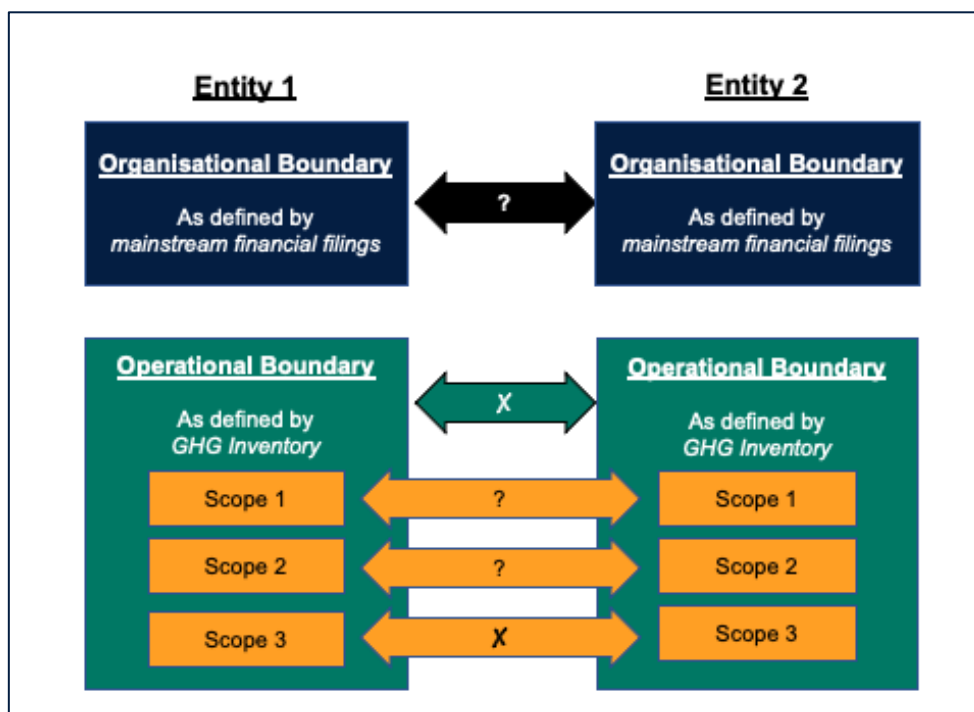 Entity 1
Entity 2
Organisational Boundary
As defined by
mainstream financial filings
?
Organisational Boundary
As defined by
mainstream financial filings
Operational Boundary
As defined by
GHG Inventory
X
Operational Boundary
As defined by
GHG Inventory
Scope 1
?
Scope 1
Scope 2
?
Scope 2
Scope 3
X
Scope 3